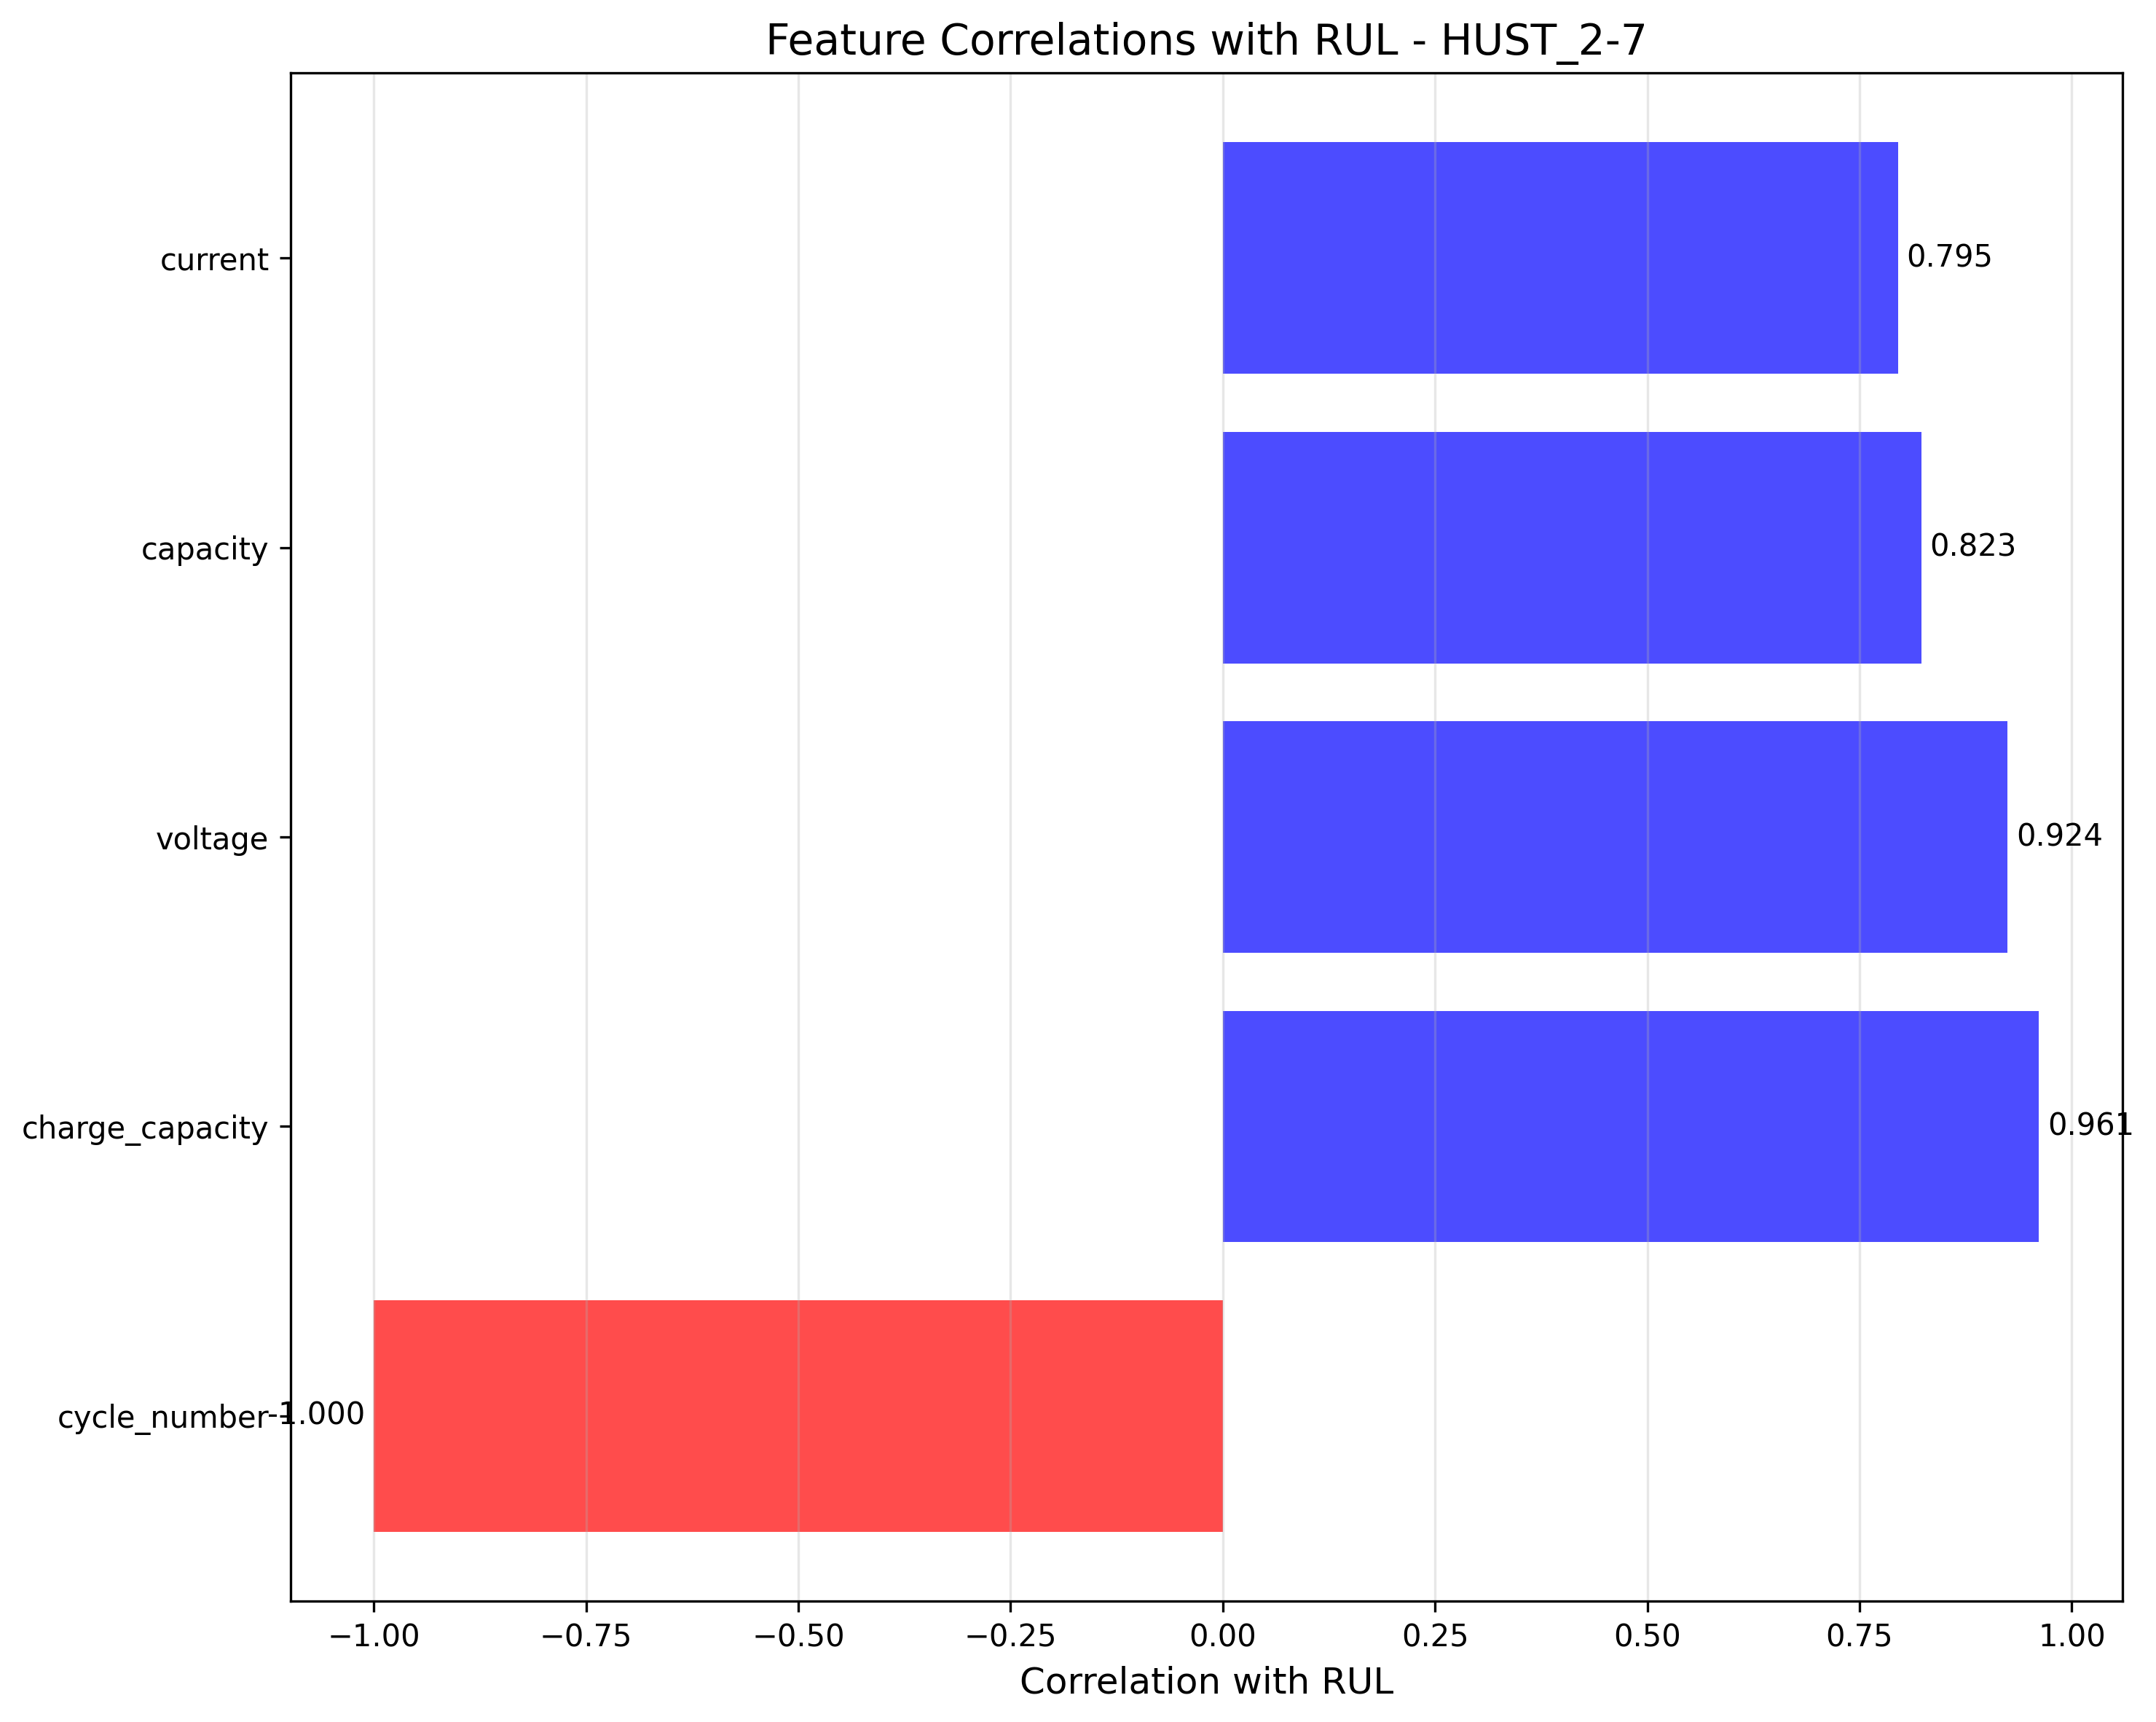 Feature Correlations with RUL - HUST_2-7
current
0.795
capacity
0.823
voltage
0.924
charge_capacity
0.961
cycle_number
-1.000
−1.00 −0.75 −0.50 −0.25 0.00 0.25 0.50 0.75 1.00
Correlation with RUL